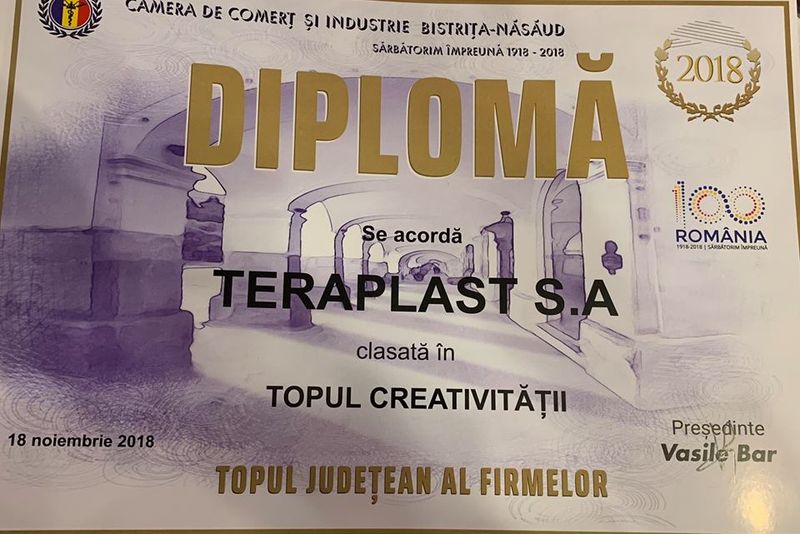 CAMERA DE COMERȚ ȘI INDUSTRIE BISTRIȚA-NĂSĂUD
SĂRBĂTORIM ÎMPREUNĂ 1918 - 2018
2018
DIPLOMĂ
100
ROMÂNIA
1918-2018 | SĂRBĂTORIM ÎMPREUNĂ
Se acordă
TERAPLAST S.A
clasată în
TOPUL CREATIVITĂȚII
18 noiembrie 2018
Președinte
Vasile Bar
TOPUL JUDEȚEAN AL FIRMELOR